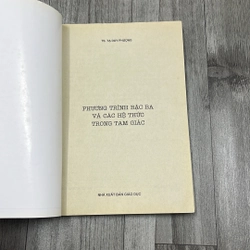 PHƯƠNG TRÌNH BẬC BA
VÀ CÁC HỆ THỨC
TRONG TAM GIÁC
NHÀ XUẤT BẢN GIÁO DỤC